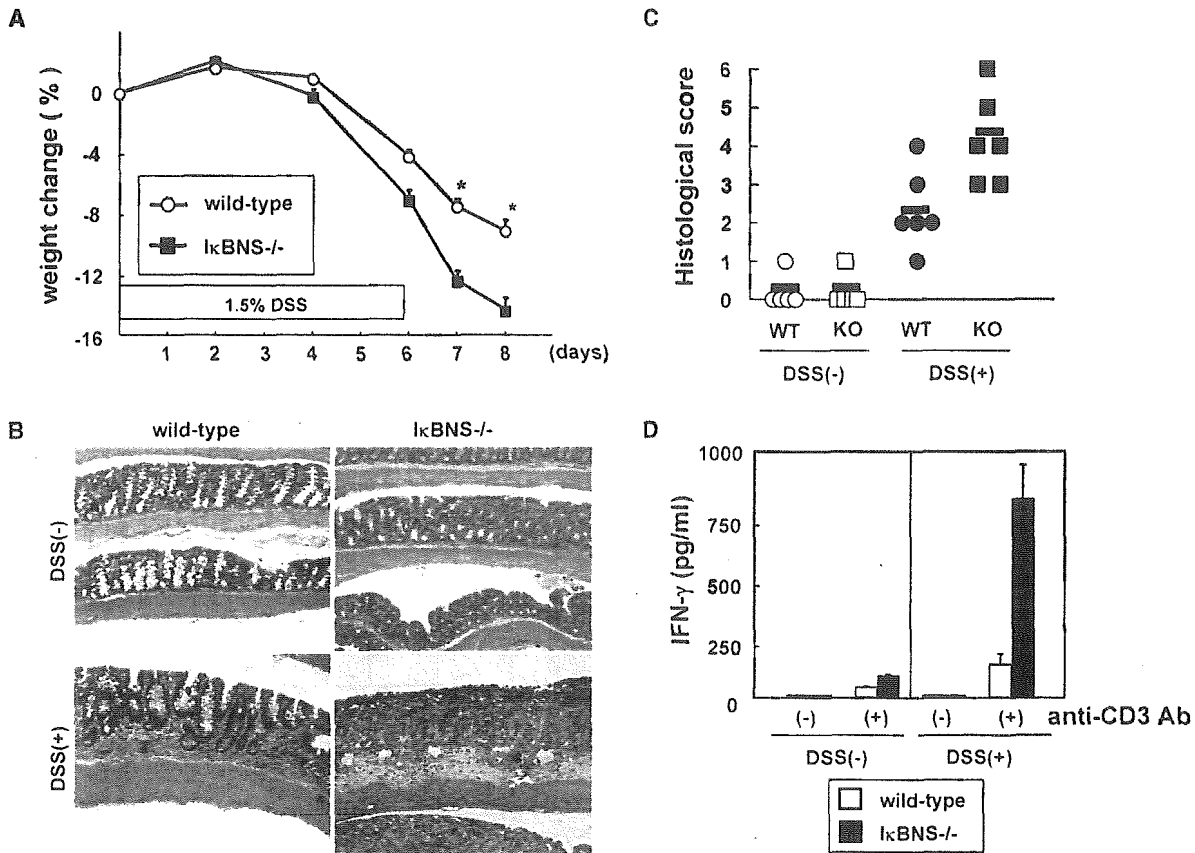 A
weight change ( % )
0
-4
-8
-12
-16
*
*
wild-type
IκBNS-/-
1.5% DSS
1 2 3 4 5 6 7 8 (days)
B
wild-type IκBNS-/-
DSS(-)
DSS(+)
C
Histological score
6
5
4
3
2
1
0
WT KO WT KO
DSS(-) DSS(+)
D
IFN-γ (pg/ml)
1000
750
500
250
0
(-) (+) (-) (+) anti-CD3 Ab
DSS(-) DSS(+)
wild-type
IκBNS-/-